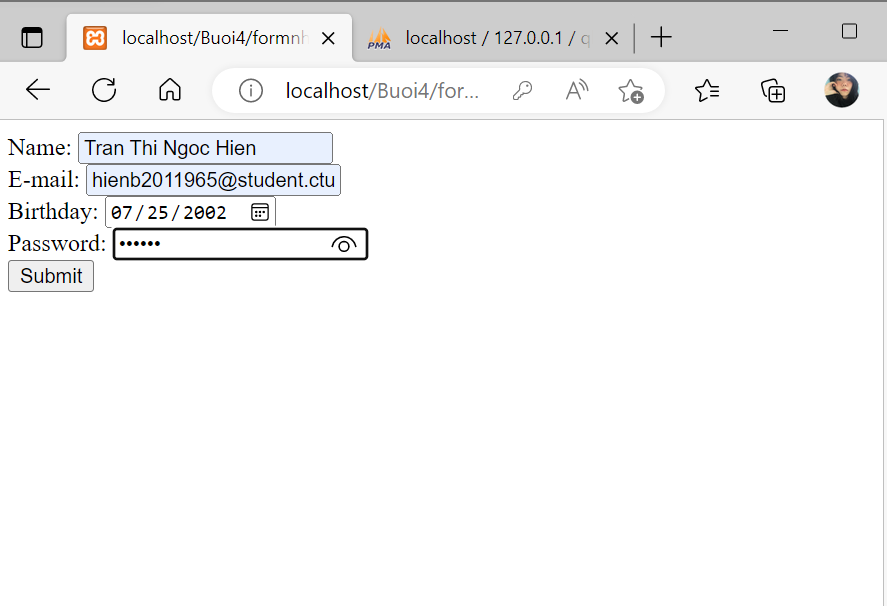 localhost/Buoi4/formnh
PMA localhost / 127.0.0.1 / q
localhost/Buoi4/for...
Name: Tran Thi Ngoc Hien
E-mail: hienb2011965@student.ctu
Birthday: 07/25/2002
Password: ••••••
Submit